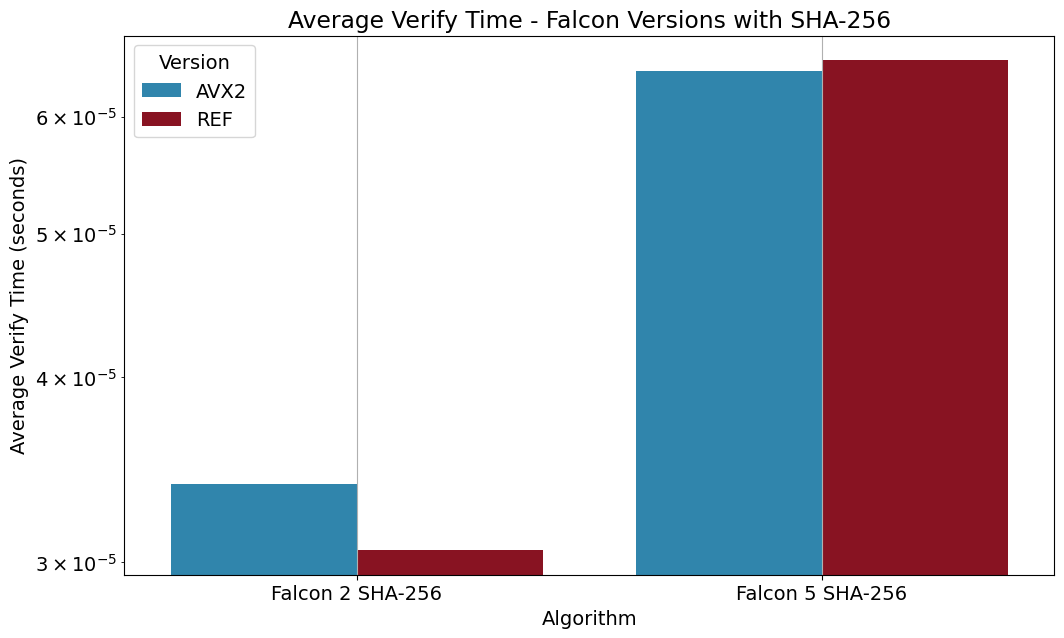 Average Verify Time - Falcon Versions with SHA-256
Version
AVX2
REF
Average Verify Time (seconds)
6 × 10⁻⁵
5 × 10⁻⁵
4 × 10⁻⁵
3 × 10⁻⁵
Falcon 2 SHA-256
Falcon 5 SHA-256
Algorithm